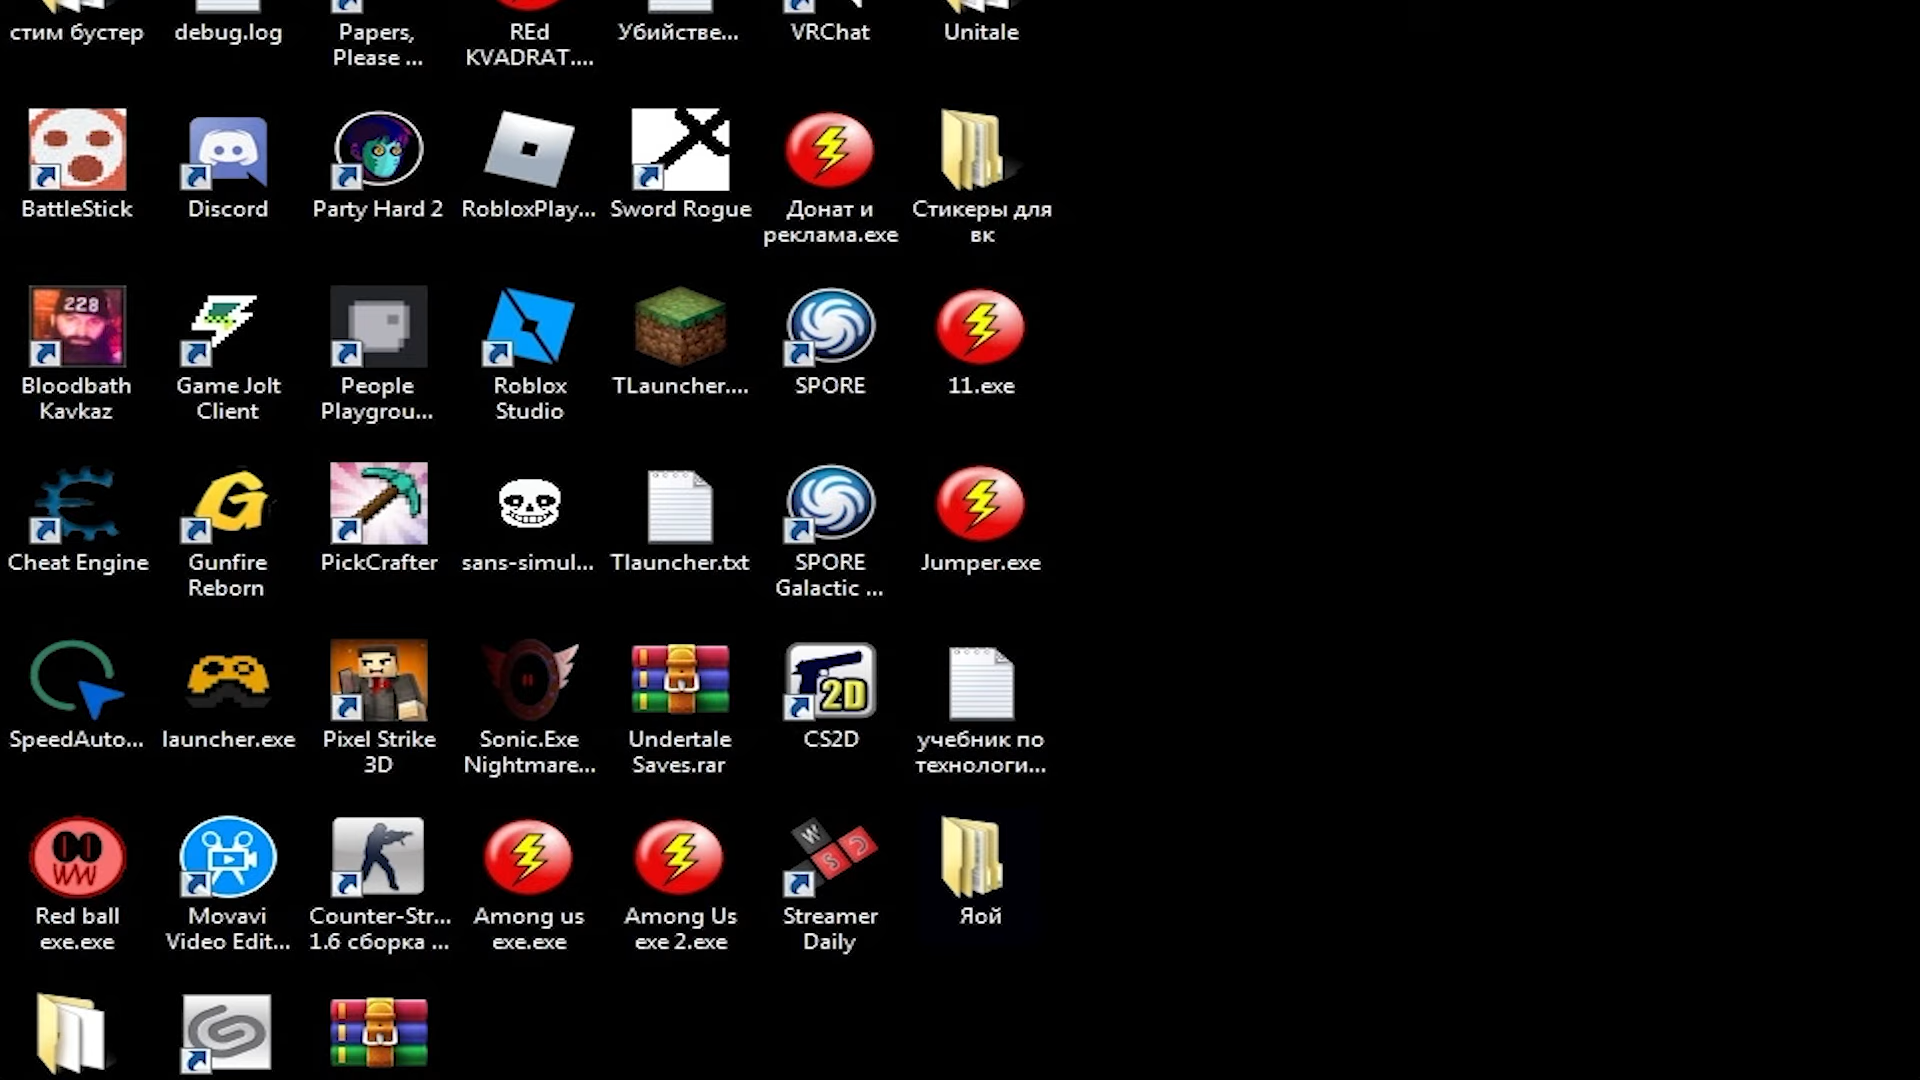 стим бустер
debug.log
Papers,
Please ...
REd
KVADRAT....
Убийстве...
VRChat
Unitale
BattleStick
Discord
Party Hard 2
RobloxPlay...
Sword Rogue
Донат и
реклама.exe
Стикеры для
вк
228
Bloodbath
Kavkaz
Game Jolt
Client
People
Playgrou...
Roblox
Studio
TLauncher....
SPORE
11.exe
Cheat Engine
G
Gunfire
Reborn
PickCrafter
sans-simul...
Tlauncher.txt
SPORE
Galactic ...
Jumper.exe
SpeedAuto...
launcher.exe
Pixel Strike
3D
Sonic.Exe
Nightmare...
Undertale
Saves.rar
2D
CS2D
учебник по
технологи...
Red ball
exe.exe
Movavi
Video Edit...
Counter-Str...
1.6 сборка ...
Among us
exe.exe
Among Us
exe 2.exe
W
S
D
Streamer
Daily
Яой